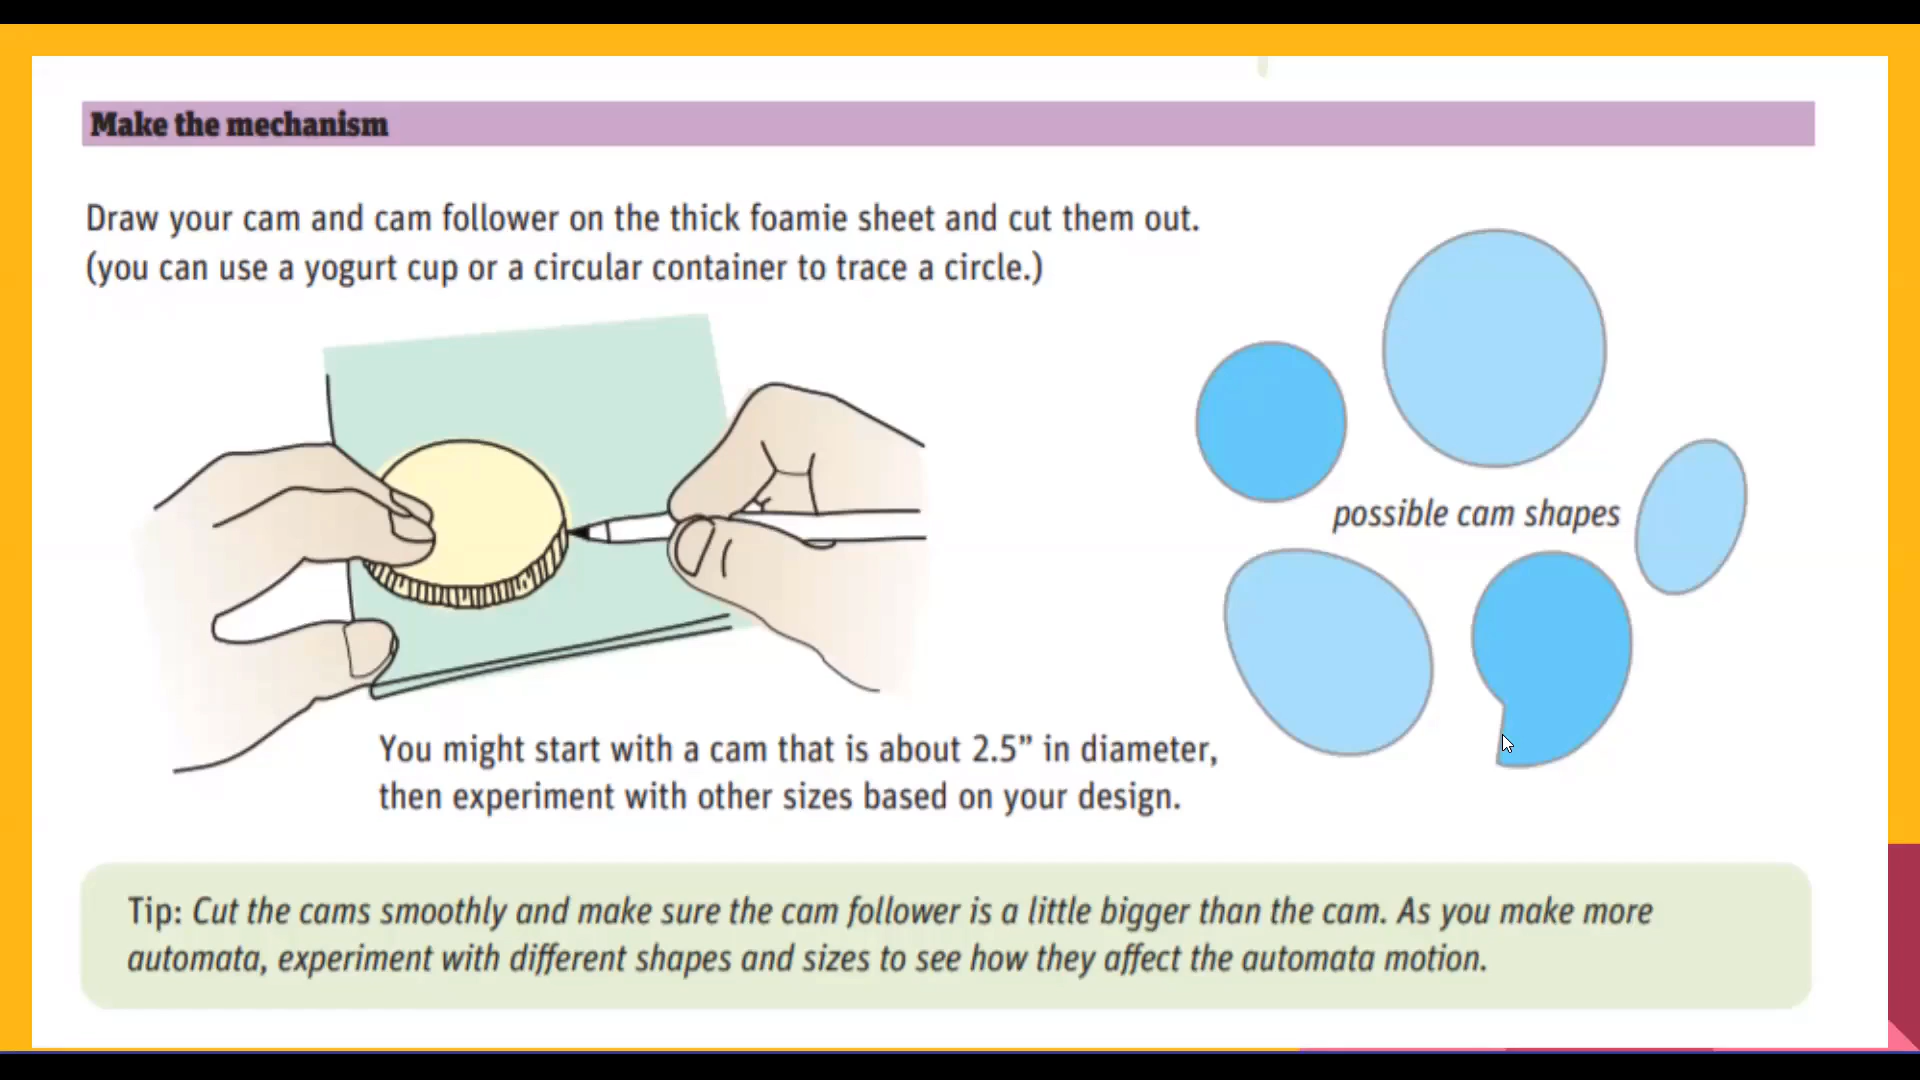 Make the mechanism
Draw your cam and cam follower on the thick foamie sheet and cut them out.
(you can use a yogurt cup or a circular container to trace a circle.)
possible cam shapes
You might start with a cam that is about 2.5” in diameter,
then experiment with other sizes based on your design.
Tip: Cut the cams smoothly and make sure the cam follower is a little bigger than the cam. As you make more
automata, experiment with different shapes and sizes to see how they affect the automata motion.